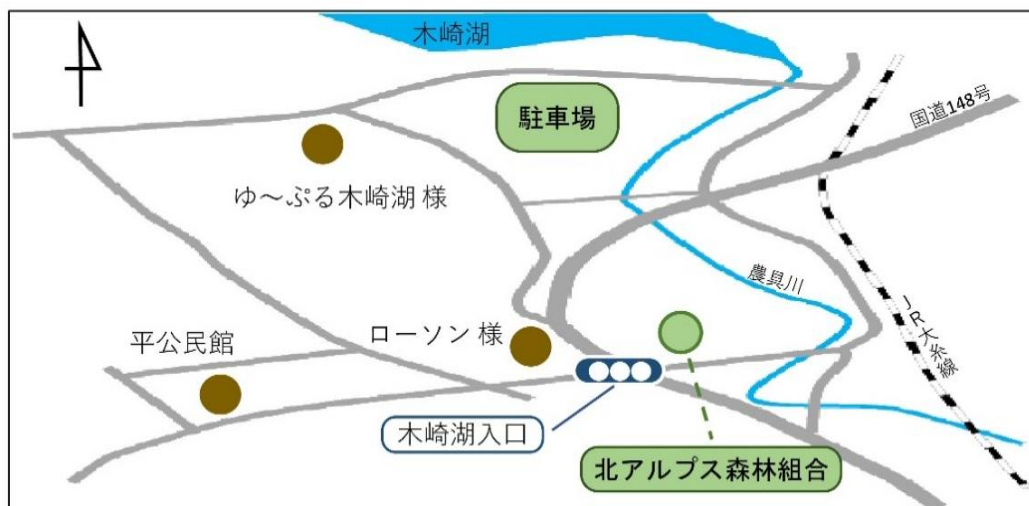 木崎湖
駐車場
国道148号
ゆ～ぷる木崎湖 様
農具川
JR大糸線
ローソン 様
平公民館
木崎湖入口
北アルプス森林組合